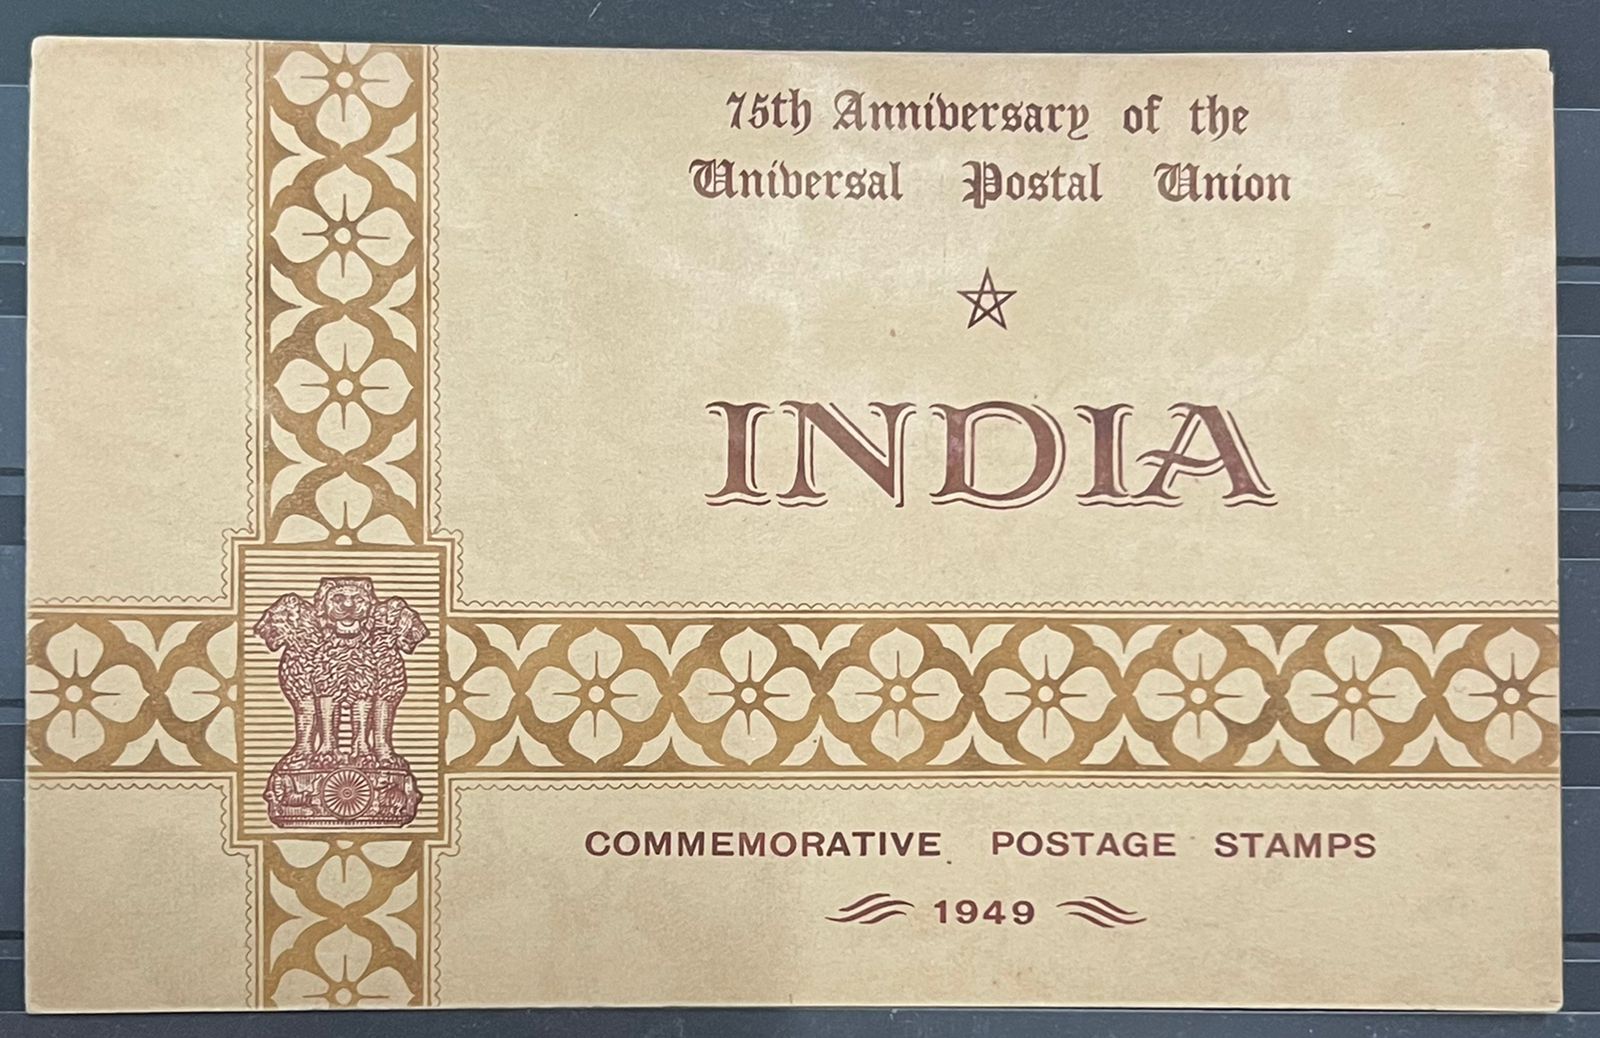 75th Anniversary of the
Universal Postal Union
INDIA
COMMEMORATIVE POSTAGE STAMPS
1949